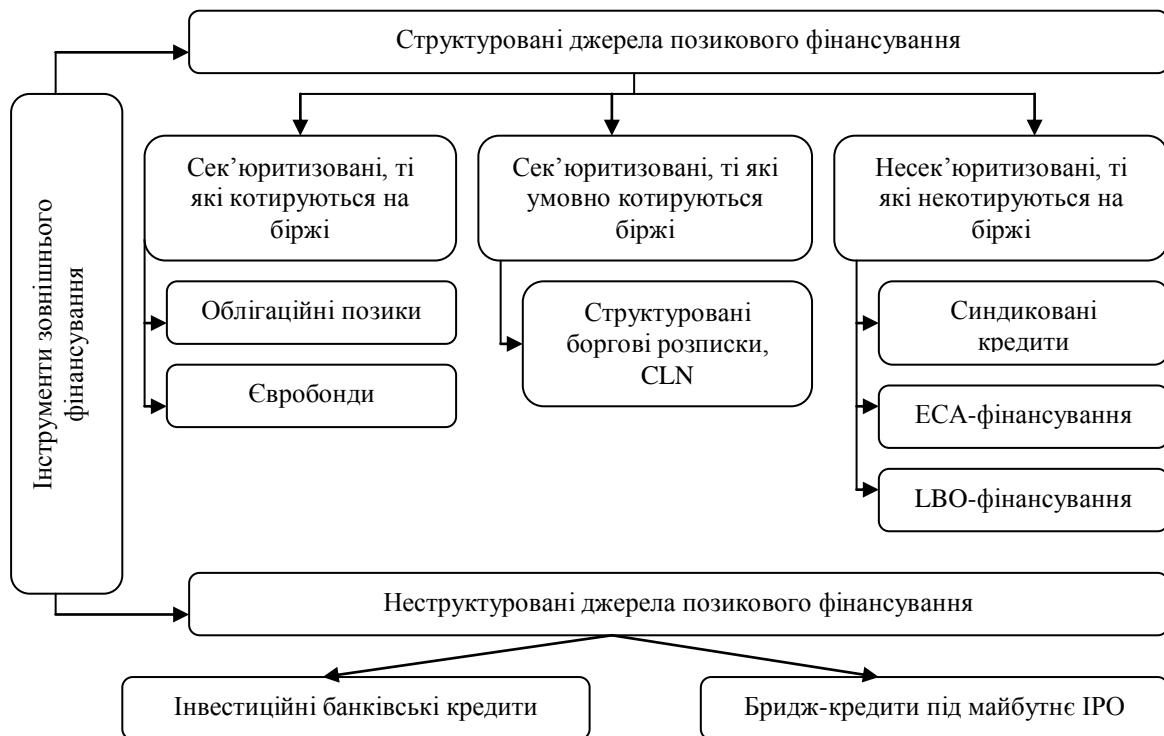 Структуровані джерела позикового фінансування
Інструменти зовнішнього
фінансування
Сек’юритизовані, ті
які котируються на
біржі
Сек’юритизовані, ті які
умовно котируються
біржі
Несек’юритизовані, ті
які некотируються на
біржі
Облігаційні позики
Євробонди
Структуровані
боргові розписки,
CLN
Синдиковані
кредити
ЕСА-фінансування
LBO-фінансування
Неструктуровані джерела позикового фінансування
Інвестиційні банківські кредити
Бридж-кредити під майбутнє IPO